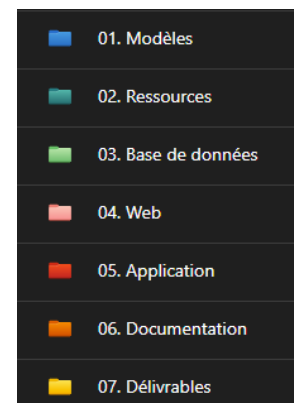 01. Modèles
02. Ressources
03. Base de données
04. Web
05. Application
06. Documentation
07. Délivrables